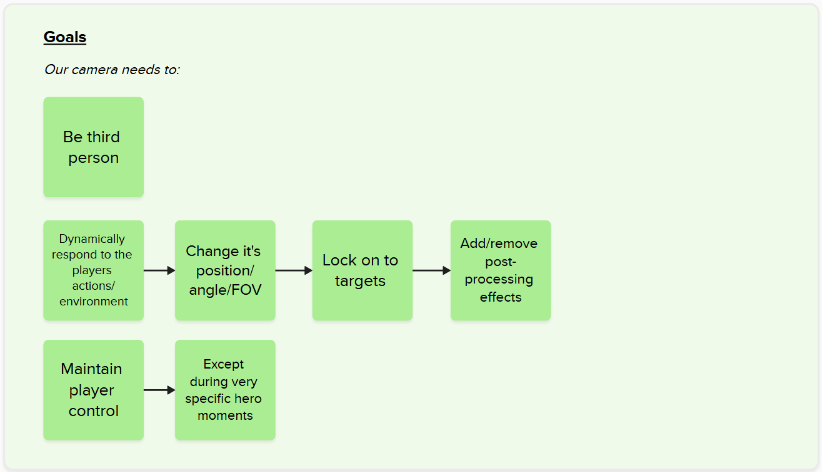 Goals
Our camera needs to:
Be third
person
Dynamically
respond to the
players
actions/
environment
Change it's
position/
angle/FOV
Lock on to
targets
Add/remove
post-
processing
effects
Maintain
player
control
Except
during very
specific hero
moments